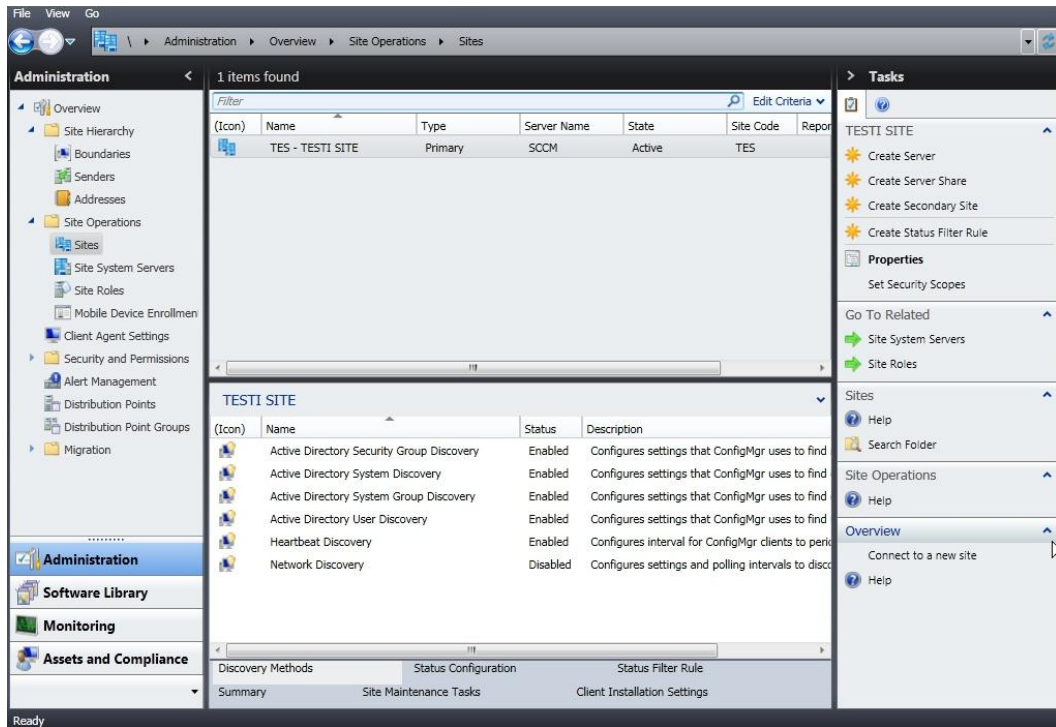 File View Go
\ Administration Overview Site Operations Sites
Administration
Overview
Site Hierarchy
Boundaries
Senders
Addresses
Site Operations
Sites
Site System Servers
Site Roles
Mobile Device Enrollmen
Client Agent Settings
Security and Permissions
Alert Management
Distribution Points
Distribution Point Groups
Migration
Administration
Software Library
Monitoring
Assets and Compliance
1 items found
Filter Edit Criteria
(Icon) Name Type Server Name State Site Code Repor
TES - TESTI SITE Primary SCCM Active TES
TESTI SITE
(Icon) Name Status Description
Active Directory Security Group Discovery Enabled Configures settings that ConfigMgr uses to find
Active Directory System Discovery Enabled Configures settings that ConfigMgr uses to find
Active Directory System Group Discovery Enabled Configures settings that ConfigMgr uses to find
Active Directory User Discovery Enabled Configures settings that ConfigMgr uses to find
Heartbeat Discovery Enabled Configures interval for ConfigMgr clients to peri
Network Discovery Disabled Configures settings and polling intervals to disc
Discovery Methods Status Configuration Status Filter Rule
Summary Site Maintenance Tasks Client Installation Settings
Tasks
TESTI SITE
Create Server
Create Server Share
Create Secondary Site
Create Status Filter Rule
Properties
Set Security Scopes
Go To Related
Site System Servers
Site Roles
Sites
Help
Search Folder
Site Operations
Help
Overview
Connect to a new site
Help
Ready